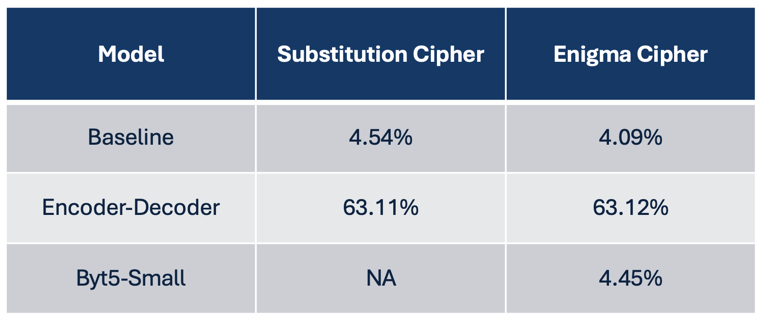 Model Substitution Cipher Enigma Cipher
Baseline 4.54% 4.09%
Encoder-Decoder 63.11% 63.12%
Byt5-Small NA 4.45%